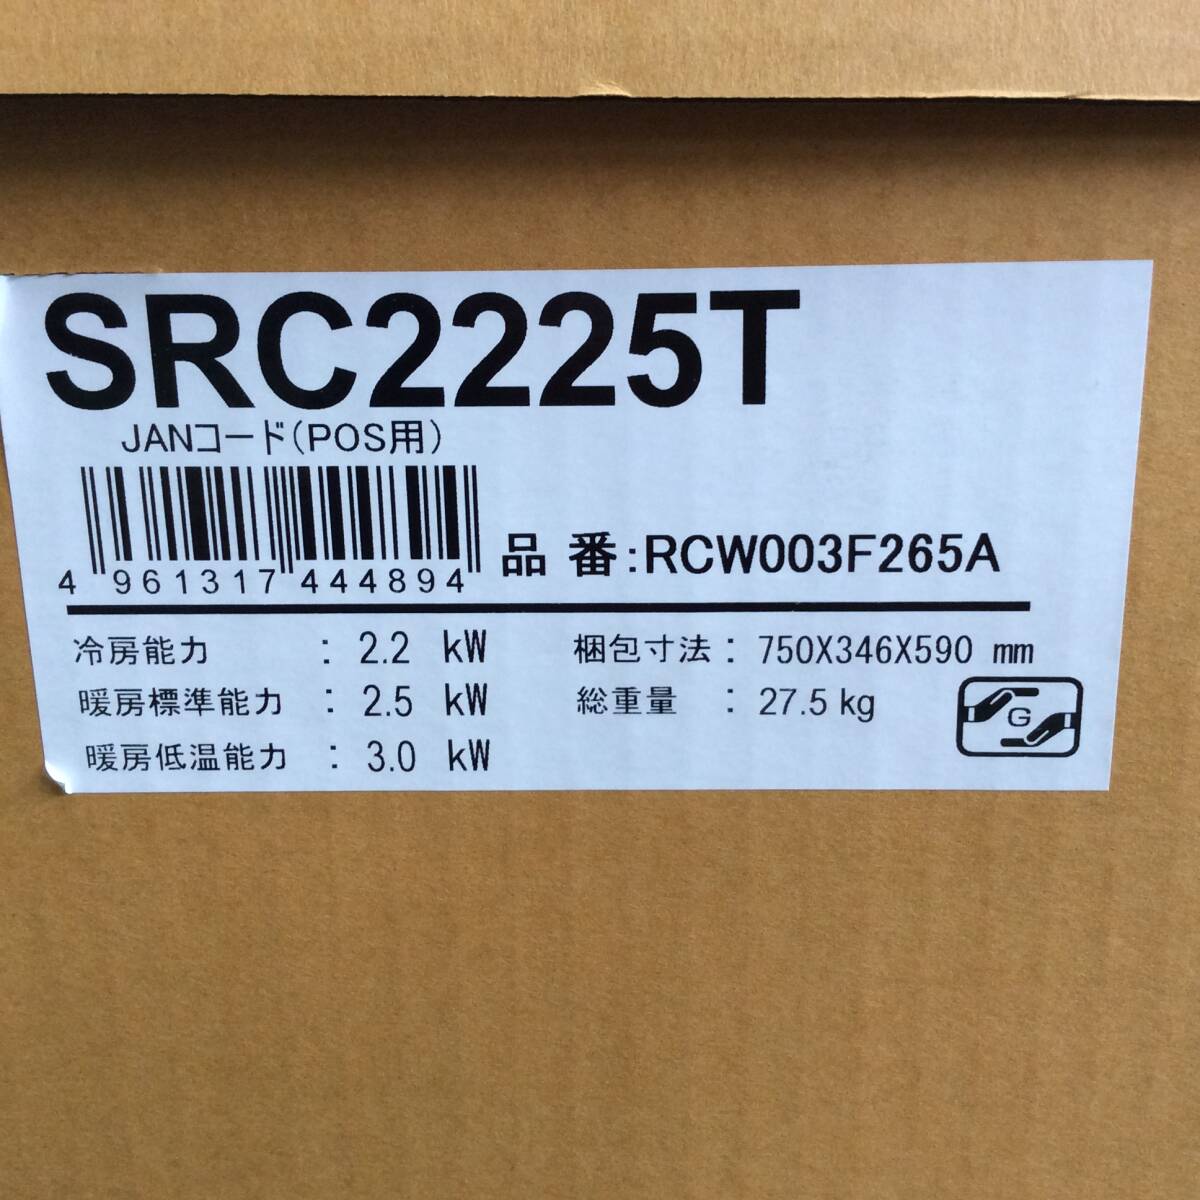 SRC2225T
JANコード(POS用)
4 961317 444894
品 番:RCW003F265A
冷房能力 : 2.2 kW
暖房標準能力 : 2.5 kW
暖房低温能力 : 3.0 kW
梱包寸法: 750X346X590 mm
総重量 : 27.5 kg
G